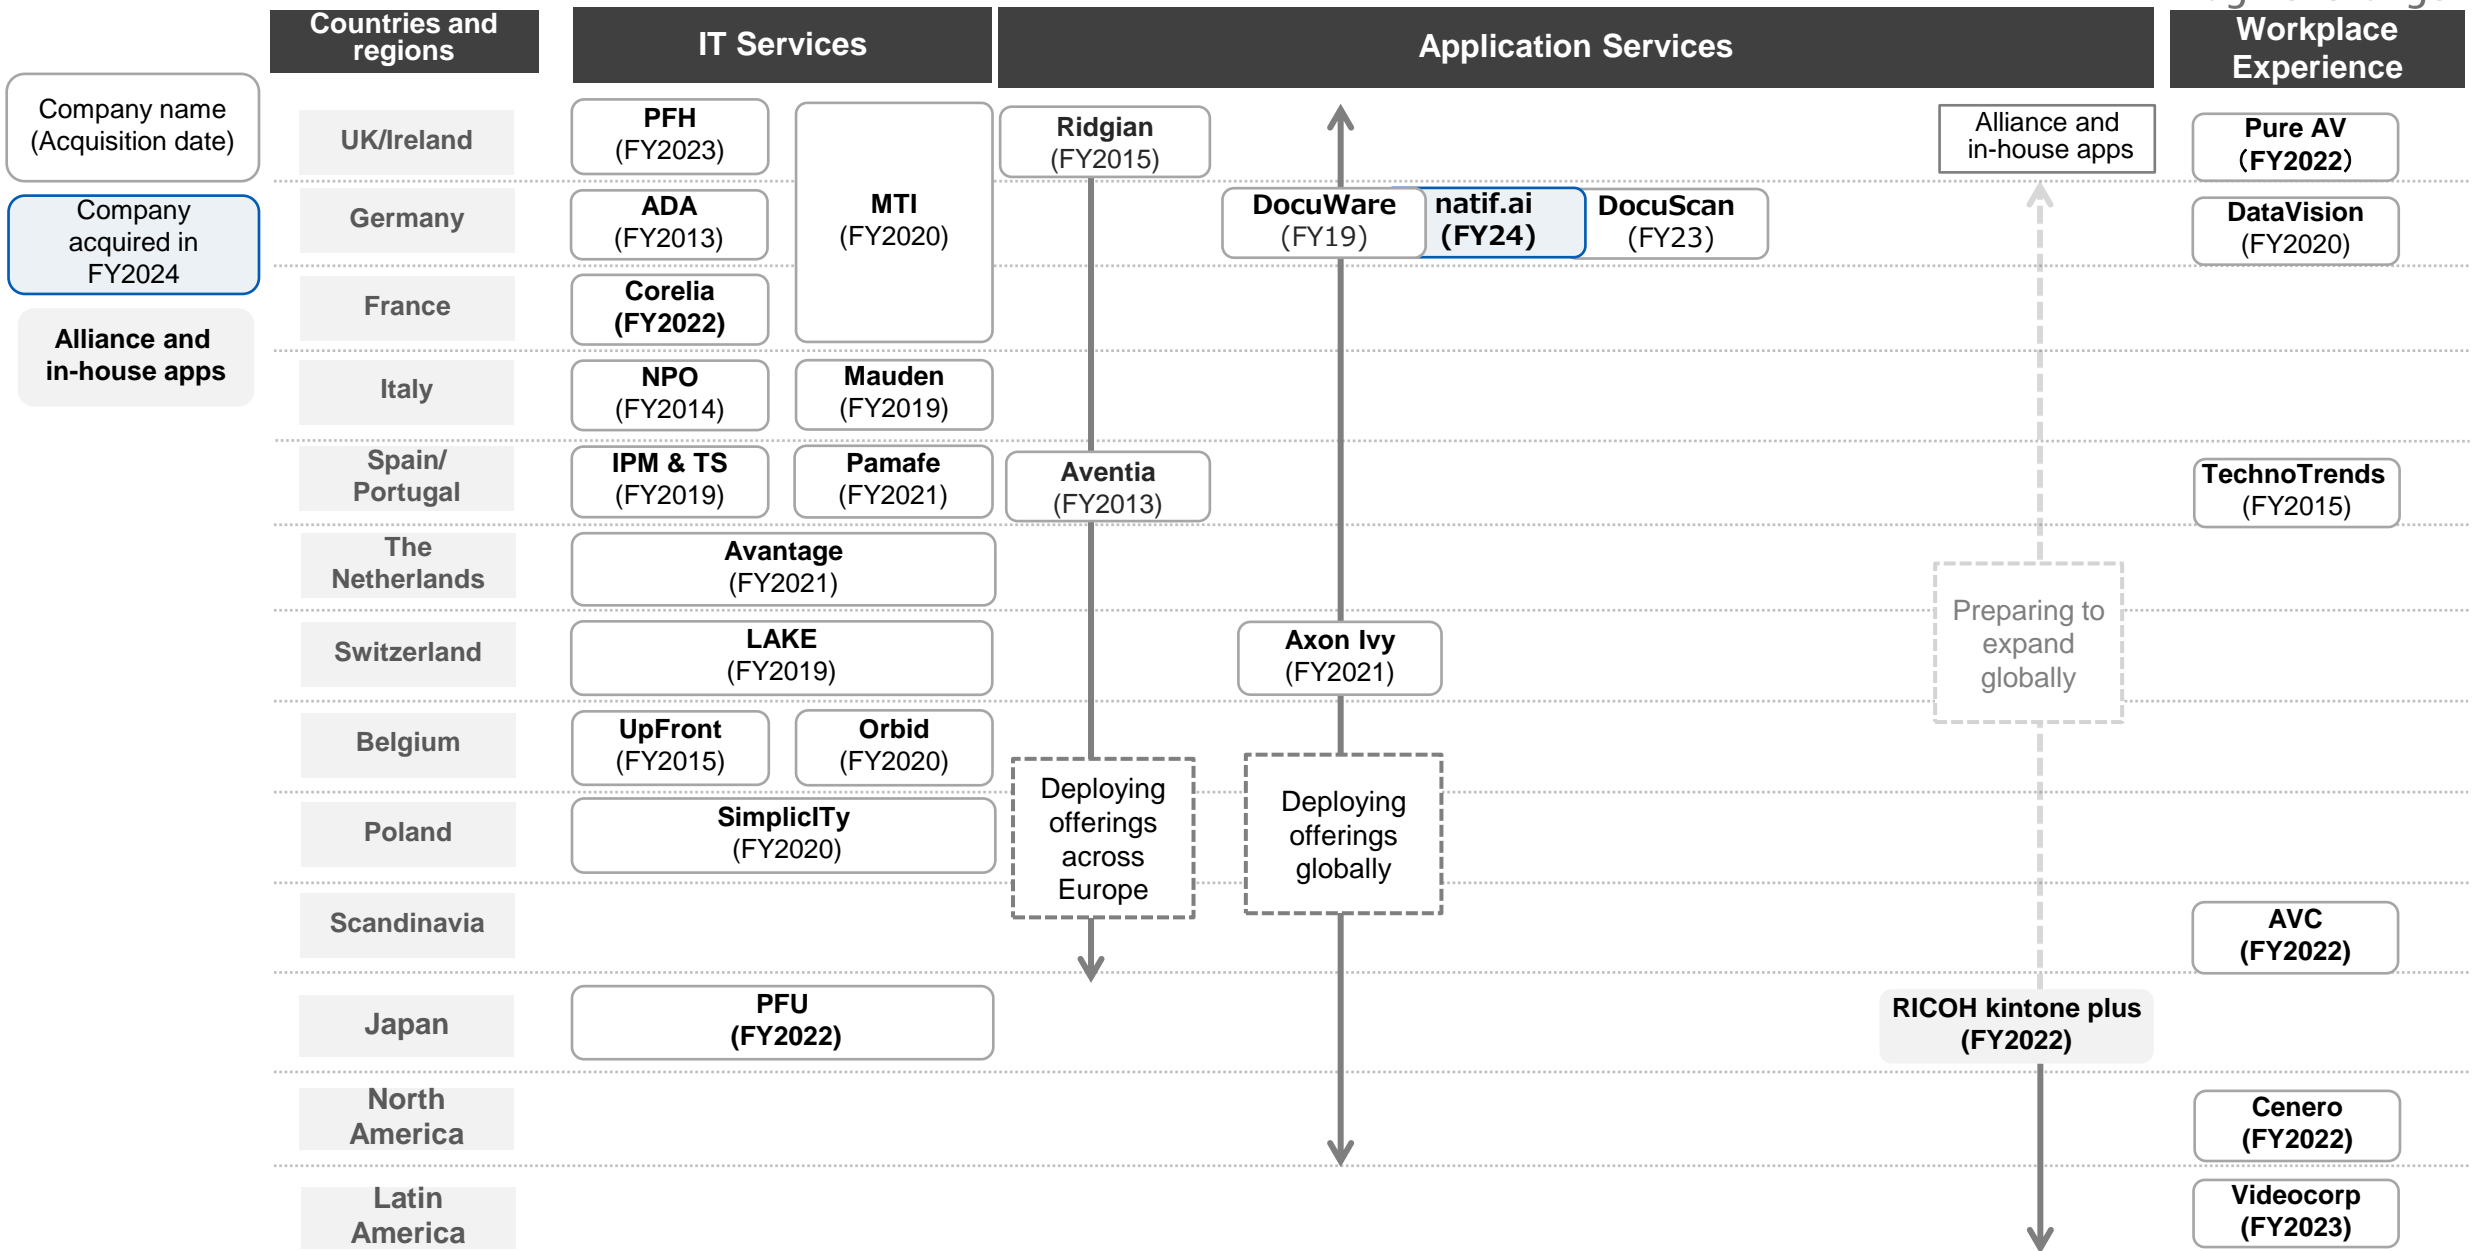 Countries and
regions
IT Services
Application Services
Workplace
Experience
Company name
(Acquisition date)
Company
acquired in
FY2024
Alliance and
in-house apps
UK/Ireland
PFH
(FY2023)
MTI
(FY2020)
Ridgian
(FY2015)
Alliance and
in-house apps
Pure AV
(FY2022)
Germany
ADA
(FY2013)
DocuWare
(FY19)
natif.ai
(FY24)
DocuScan
(FY23)
DataVision
(FY2020)
France
Corelia
(FY2022)
Italy
NPO
(FY2014)
Mauden
(FY2019)
Spain/
Portugal
IPM & TS
(FY2019)
Pamafe
(FY2021)
Aventia
(FY2013)
TechnoTrends
(FY2015)
The
Netherlands
Avantage
(FY2021)
Preparing to
expand
globally
Switzerland
LAKE
(FY2019)
Axon Ivy
(FY2021)
Belgium
UpFront
(FY2015)
Orbid
(FY2020)
Deploying
offerings
across
Europe
Deploying
offerings
globally
Poland
SimplicITy
(FY2020)
Scandinavia
AVC
(FY2022)
Japan
PFU
(FY2022)
RICOH kintone plus
(FY2022)
North
America
Cenero
(FY2022)
Latin
America
Videocorp
(FY2023)